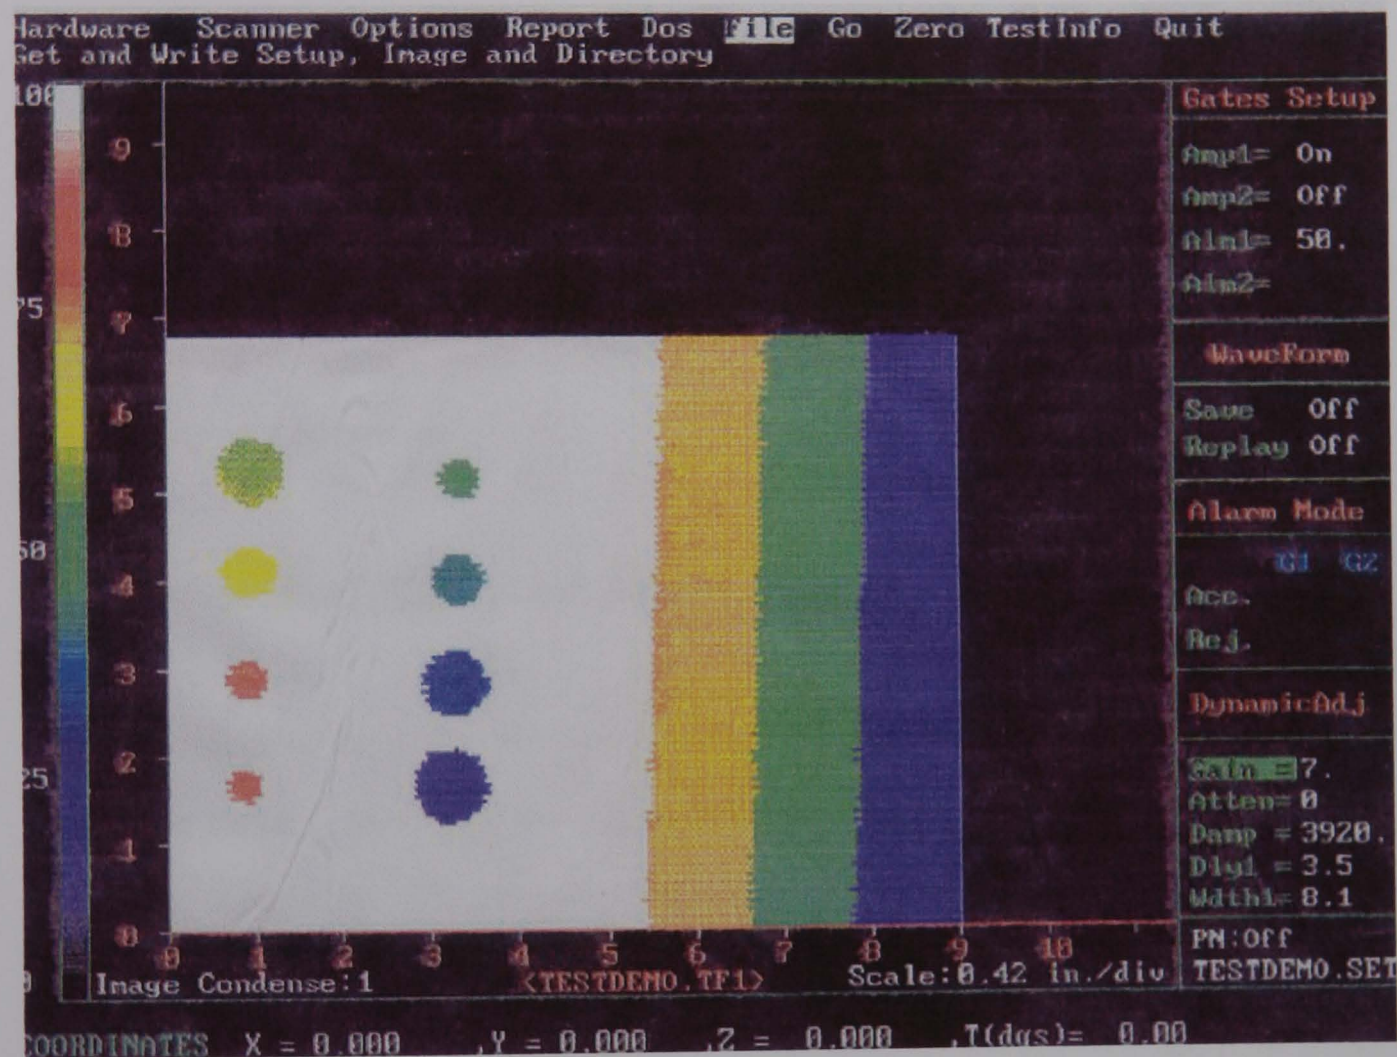 Hardware Scanner Options Report Dos File Go Zero TestInfo Quit
Get and Write Setup, Image and Directory
100
75
50
25
0
9
8
7
6
5
4
3
2
1
0
0 1 2 3 4 5 6 7 8 9 10
Image Condense:1 <TESTDEMO.TF1> Scale:0.42 in./div
Gates Setup
Amp1= On
Amp2= Off
Alm1= 50.
Alm2=
WaveForm
Save Off
Replay Off
Alarm Mode
G1 G2
Acc.
Rej.
DynamicAdj
Gain =7.
Atten=0
Damp =3920.
Dly1 =3.5
Wdth1=8.1
PN:Off
TESTDEMO.SET
COORDINATES X = 0.000 ,Y = 0.000 ,Z = 0.000 ,T(dgs)= 0.00